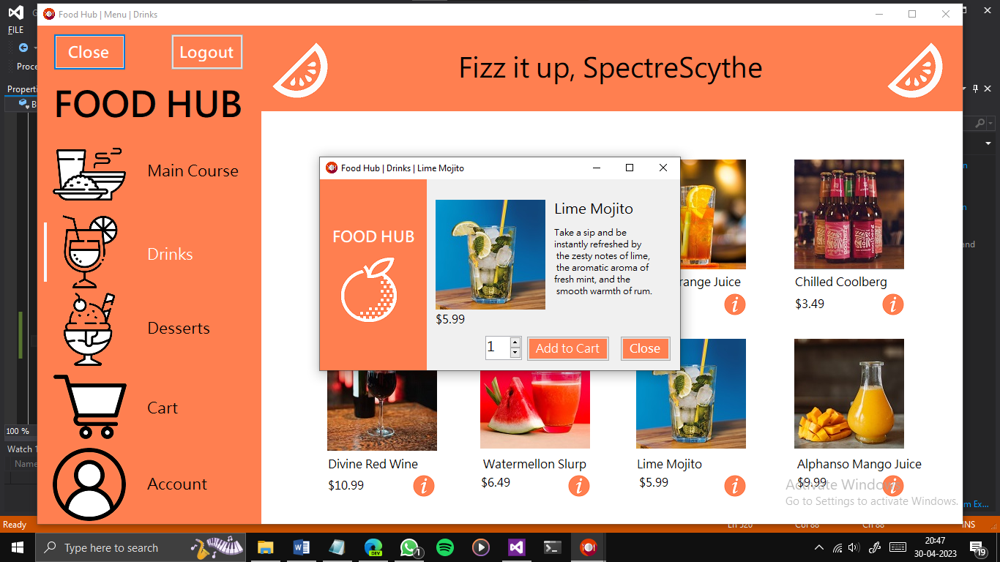 Food Hub | Menu | Drinks
FILE
Close
Logout
Fizz it up, SpectreScythe
FOOD HUB
Main Course
Drinks
Desserts
Cart
Account
Food Hub | Drinks | Lime Mojito
FOOD HUB
Lime Mojito
Take a sip and be
instantly refreshed by
the zesty notes of lime,
the aromatic aroma of
fresh mint, and the
smooth warmth of rum.
$5.99
1
Add to Cart
Close
range Juice
Chilled Coolberg
$3.49
Divine Red Wine
$10.99
Watermellon Slurp
$6.49
Lime Mojito
$5.99
Alphanso Mango Juice
$9.99
Activate Windows
Go to Settings to activate Windows.
Proce
Properti
B
100 %
Watch 1
Name
and
m Ex...
Ready
Ln 520
Col 88
Ch 88
INS
Type here to search
DEV
1
20:47
30-04-2023
19